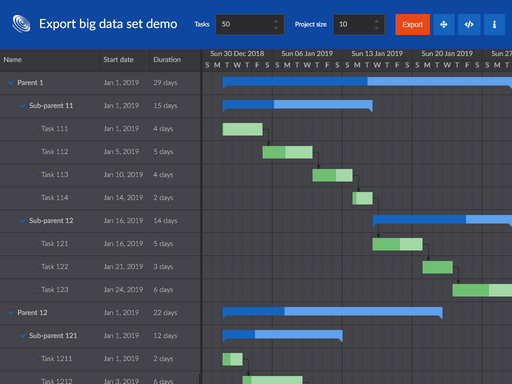 Export big data set demo Tasks 50 Project size 10 Export
Name Start date Duration Sun 30 Dec 2018 Sun 06 Jan 2019 Sun 13 Jan 2019 Sun 20 Jan 2019 Sun 27
S M T W T F S S M T W T F S S M T W T F S S M T W T F S S M T
Parent 1 Jan 1, 2019 29 days
Sub-parent 11 Jan 1, 2019 15 days
Task 111 Jan 1, 2019 4 days
Task 112 Jan 5, 2019 5 days
Task 113 Jan 10, 2019 4 days
Task 114 Jan 14, 2019 2 days
Sub-parent 12 Jan 16, 2019 14 days
Task 121 Jan 16, 2019 5 days
Task 122 Jan 21, 2019 3 days
Task 123 Jan 24, 2019 6 days
Parent 12 Jan 1, 2019 22 days
Sub-parent 121 Jan 1, 2019 12 days
Task 1211 Jan 1, 2019 2 days
Task 1212 Jan 3, 2019 6 days